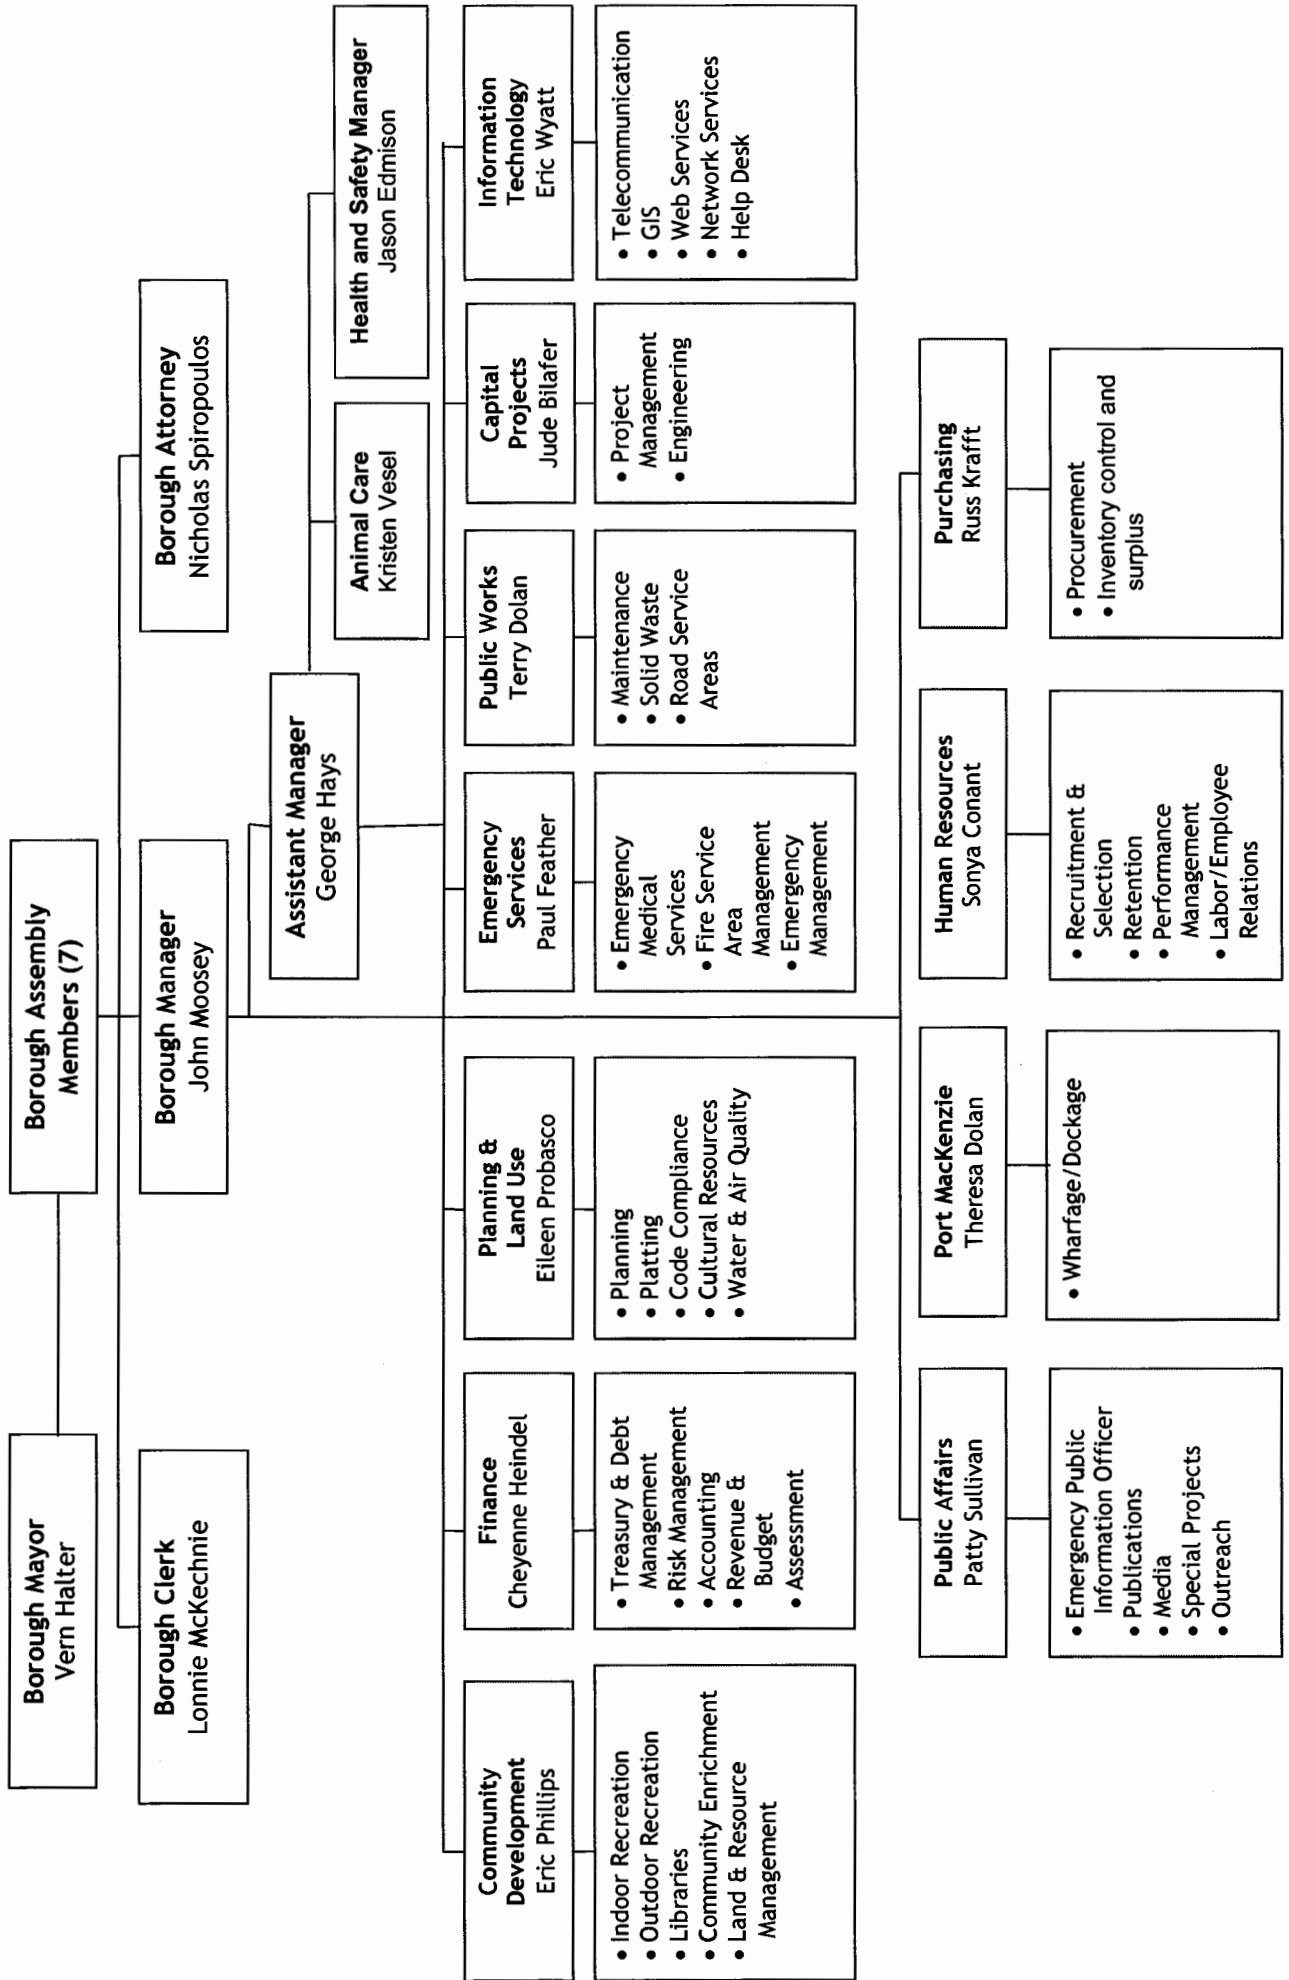 Borough Mayor
Vern Halter
Borough Assembly
Members (7)
Borough Clerk
Lonnie McKechnie
Borough Manager
John Moosey
Borough Attorney
Nicholas Spiropoulos
Assistant Manager
George Hays
Animal Care
Kristen Vesel
Health and Safety Manager
Jason Edmison
Community
Development
Eric Phillips
• Indoor Recreation
• Outdoor Recreation
• Libraries
• Community Enrichment
• Land & Resource
Management
Finance
Cheyenne Heindel
• Treasury & Debt
Management
• Risk Management
• Accounting
• Revenue &
Budget
• Assessment
Planning &
Land Use
Eileen Probasco
• Planning
• Platting
• Code Compliance
• Cultural Resources
• Water & Air Quality
Emergency
Services
Paul Feather
• Emergency
Medical
Services
• Fire Service
Area
Management
• Emergency
Management
Public Works
Terry Dolan
• Maintenance
• Solid Waste
• Road Service
Areas
Capital
Projects
Jude Bilafer
• Project
Management
• Engineering
Information
Technology
Eric Wyatt
• Telecommunication
• GIS
• Web Services
• Network Services
• Help Desk
Public Affairs
Patty Sullivan
• Emergency Public
Information Officer
• Publications
• Media
• Special Projects
• Outreach
Port MacKenzie
Theresa Dolan
• Wharfage/Dockage
Human Resources
Sonya Conant
• Recruitment &
Selection
• Retention
• Performance
Management
• Labor/Employee
Relations
Purchasing
Russ Krafft
• Procurement
• Inventory control and
surplus